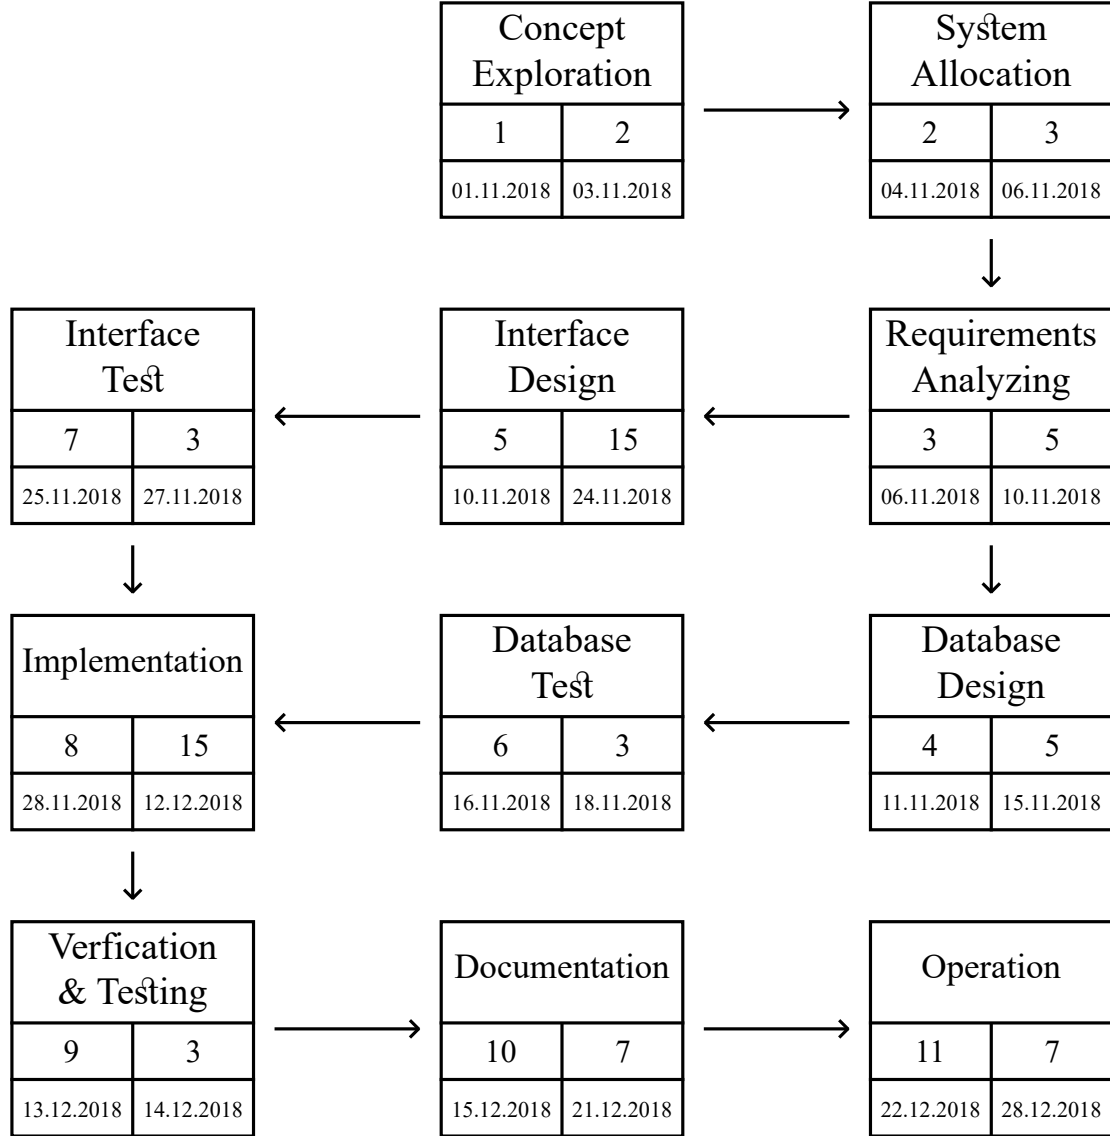 Concept
Exploration
1 2
01.11.2018 03.11.2018
System
Allocation
2 3
04.11.2018 06.11.2018
Interface
Test
7 3
25.11.2018 27.11.2018
Interface
Design
5 15
10.11.2018 24.11.2018
Requirements
Analyzing
3 5
06.11.2018 10.11.2018
Implementation
8 15
28.11.2018 12.12.2018
Database
Test
6 3
16.11.2018 18.11.2018
Database
Design
4 5
11.11.2018 15.11.2018
Verfication
& Testing
9 3
13.12.2018 14.12.2018
Documentation
10 7
15.12.2018 21.12.2018
Operation
11 7
22.12.2018 28.12.2018